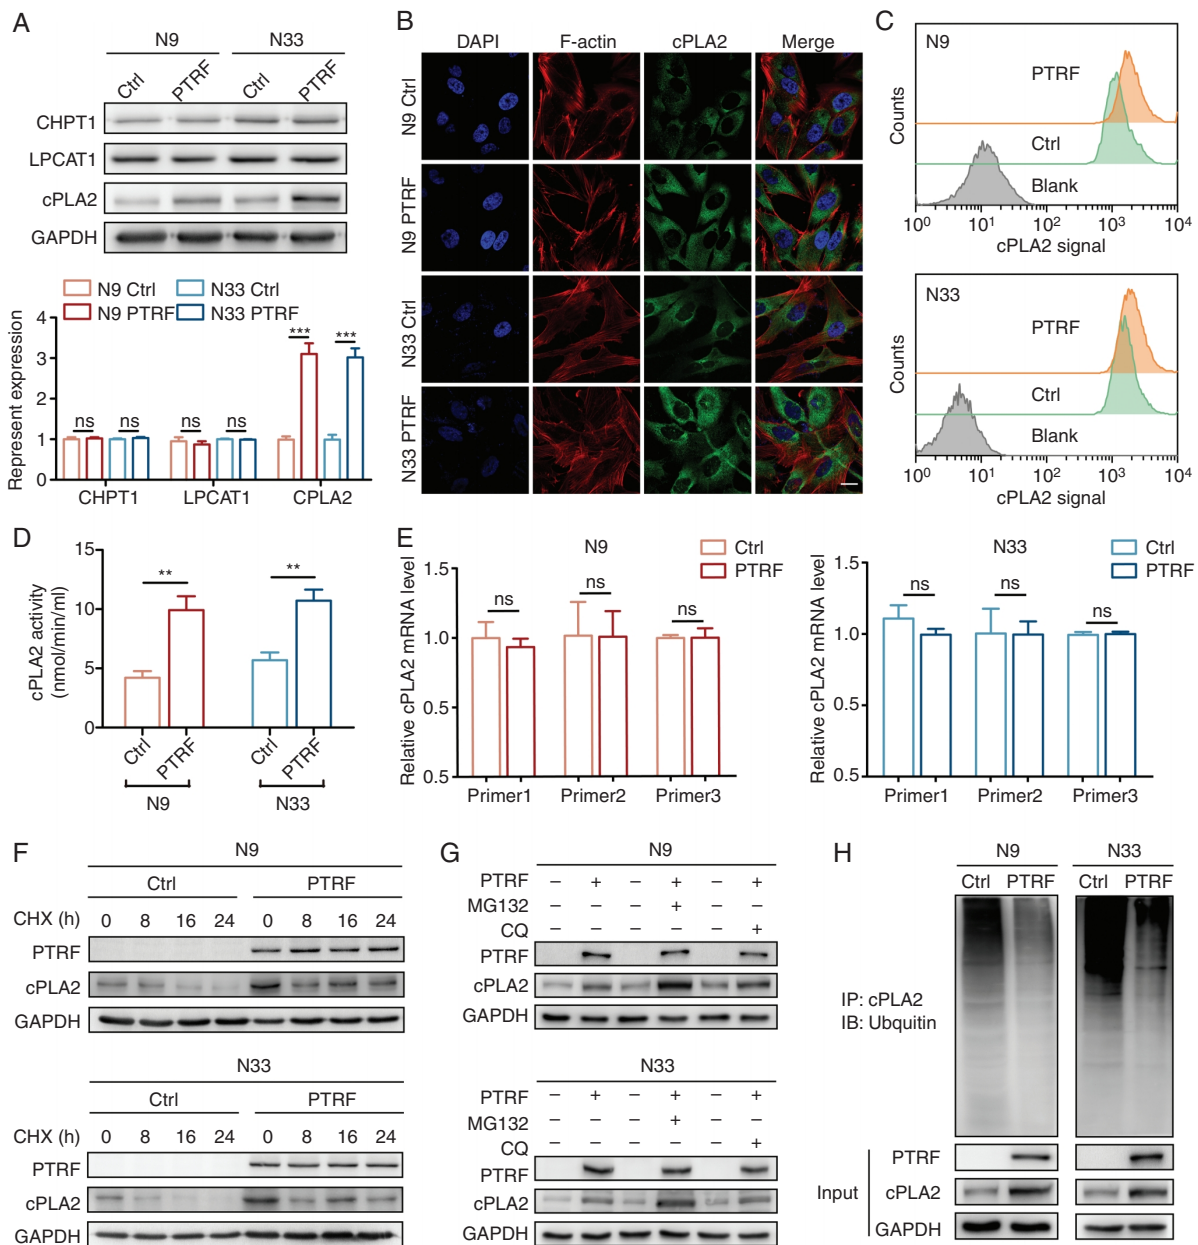 A
N9 N33
Ctrl PTRF Ctrl PTRF
CHPT1
LPCAT1
cPLA2
GAPDH
N9 Ctrl N33 Ctrl
N9 PTRF N33 PTRF
Represent expression
4
3
2
1
0
ns ns ns ns *** ***
CHPT1 LPCAT1 CPLA2
B
DAPI F-actin cPLA2 Merge
N9 Ctrl
N9 PTRF
N33 Ctrl
N33 PTRF
C
N9
PTRF
Ctrl
Blank
Counts
10⁰ 10¹ 10² 10³ 10⁴
cPLA2 signal
N33
PTRF
Ctrl
Blank
Counts
10⁰ 10¹ 10² 10³ 10⁴
cPLA2 signal
D
cPLA2 activity
(nmol/min/ml)
15
10
5
0
** **
Ctrl PTRF Ctrl PTRF
N9 N33
E
N9
Ctrl
PTRF
Relative cPLA2 mRNA level
1.5
1.0
0.5
0.5
ns ns ns
Primer1 Primer2 Primer3
N33
Ctrl
PTRF
Relative cPLA2 mRNA level
1.5
1.0
0.5
0.5
ns ns ns
Primer1 Primer2 Primer3
F
N9
Ctrl PTRF
CHX (h) 0 8 16 24 0 8 16 24
PTRF
cPLA2
GAPDH
N33
Ctrl PTRF
CHX (h) 0 8 16 24 0 8 16 24
PTRF
cPLA2
GAPDH
G
N9
PTRF − + − + − +
MG132 − − − + − −
CQ − − − − − +
PTRF
cPLA2
GAPDH
N33
PTRF − + − + − +
MG132 − − − + − −
CQ − − − − − +
PTRF
cPLA2
GAPDH
H
N9 N33
Ctrl PTRF Ctrl PTRF
IP: cPLA2
IB: Ubquitin
Input
PTRF
cPLA2
GAPDH